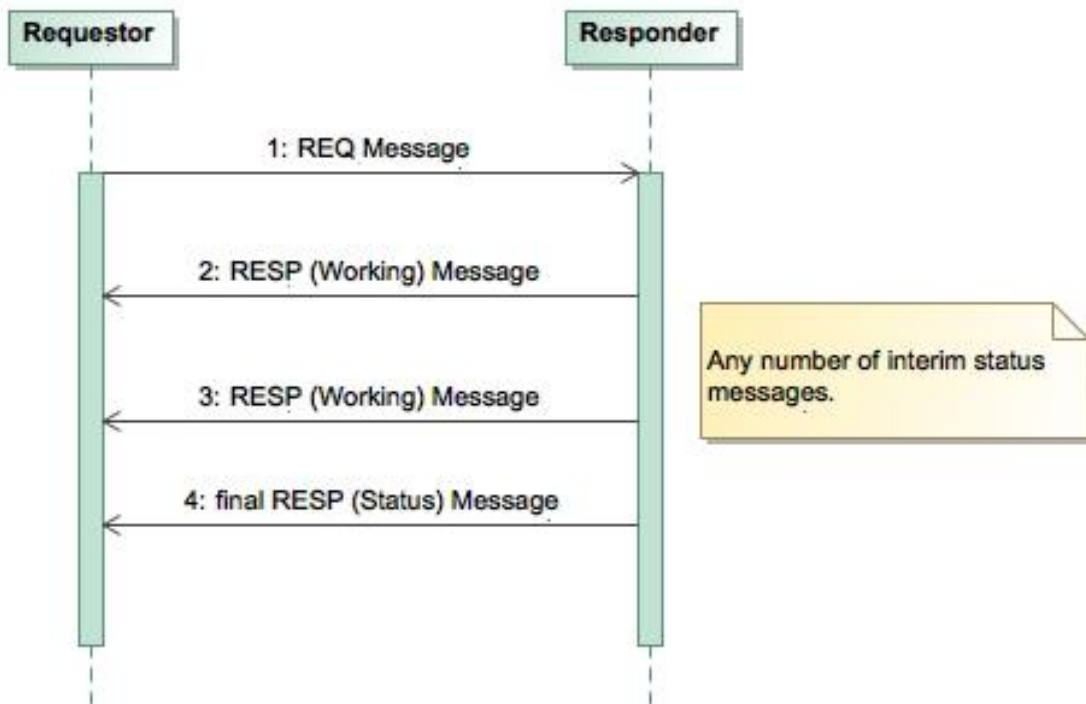 Requestor
Responder
1: REQ Message
2: RESP (Working) Message
Any number of interim status
messages.
3: RESP (Working) Message
4: final RESP (Status) Message